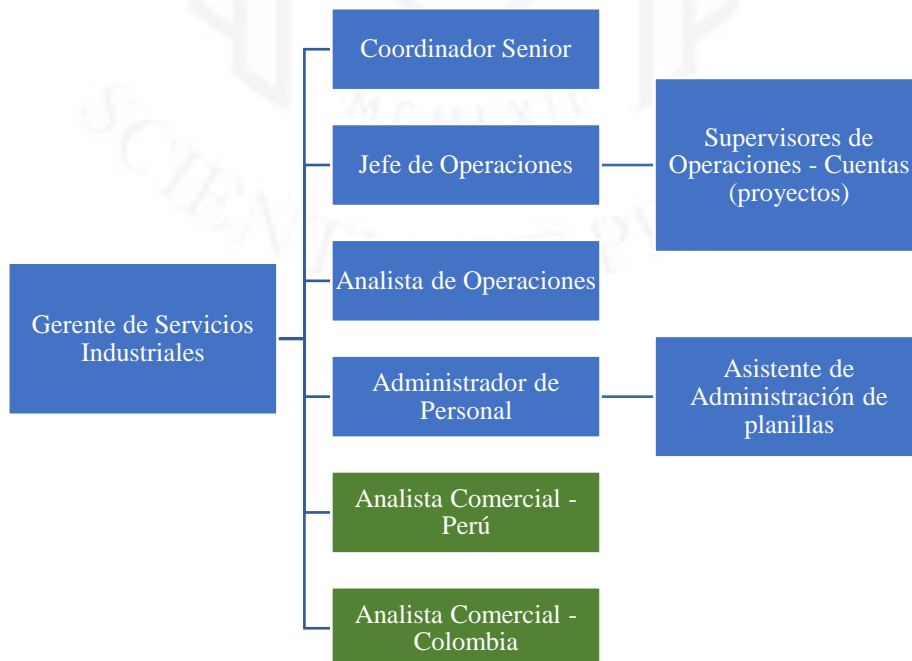 Coordinador Senior
Jefe de Operaciones
Supervisores de
Operaciones - Cuentas
(proyectos)
Analista de Operaciones
Gerente de Servicios
Industriales
Administrador de
Personal
Asistente de
Administración de
planillas
Analista Comercial -
Perú
Analista Comercial -
Colombia